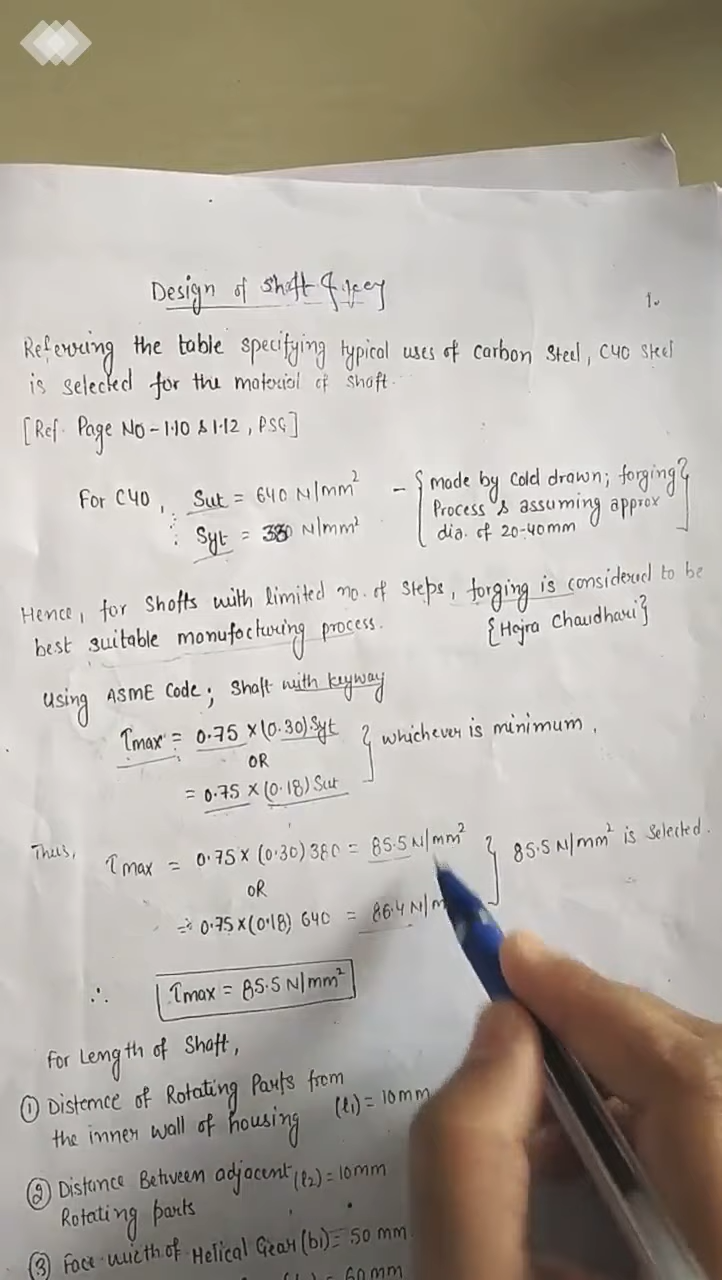 Design of Shaft & key
1.
Referring the table specifying typical uses of Carbon Steel, C40 Steel
is selected for the material of Shaft.
[Ref. Page No - 1.10 & 1.12, PSG]
For C40, Sut = 640 N/mm² - { made by Cold drawn; forging }
: Syt = 380 N/mm² Process & assuming approx
dia. of 20-40mm
Hence, for Shafts with limited no. of Steps, forging is considered to be
best suitable manufacturing process. {Hajra Chaudhari}
Using ASME Code; Shaft with keyway
τmax = 0.75 × (0.30) Syt } whichever is minimum.
OR
= 0.75 × (0.18) Sut
Thus, τmax = 0.75 × (0.30) 380 = 85.5 N/mm² } 85.5 N/mm² is selected.
OR
= 0.75 × (0.18) 640 = 86.4 N/m
∴ τmax = 85.5 N/mm²
For Length of Shaft,
① Distance of Rotating Parts from
the inner wall of housing (l1) = 10mm
② Distance Between adjacent (l2) = 10mm
Rotating parts
③ Face width of Helical Gear (b1) = 50 mm.
60mm